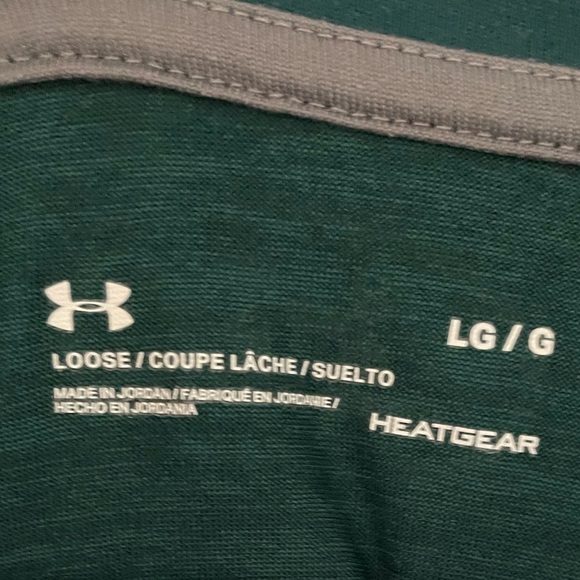 LG / G
LOOSE / COUPE LÂCHE / SUELTO
MADE IN JORDAN / FABRIQUÉ EN JORDANIE /
HECHO EN JORDANIA
HEATGEAR